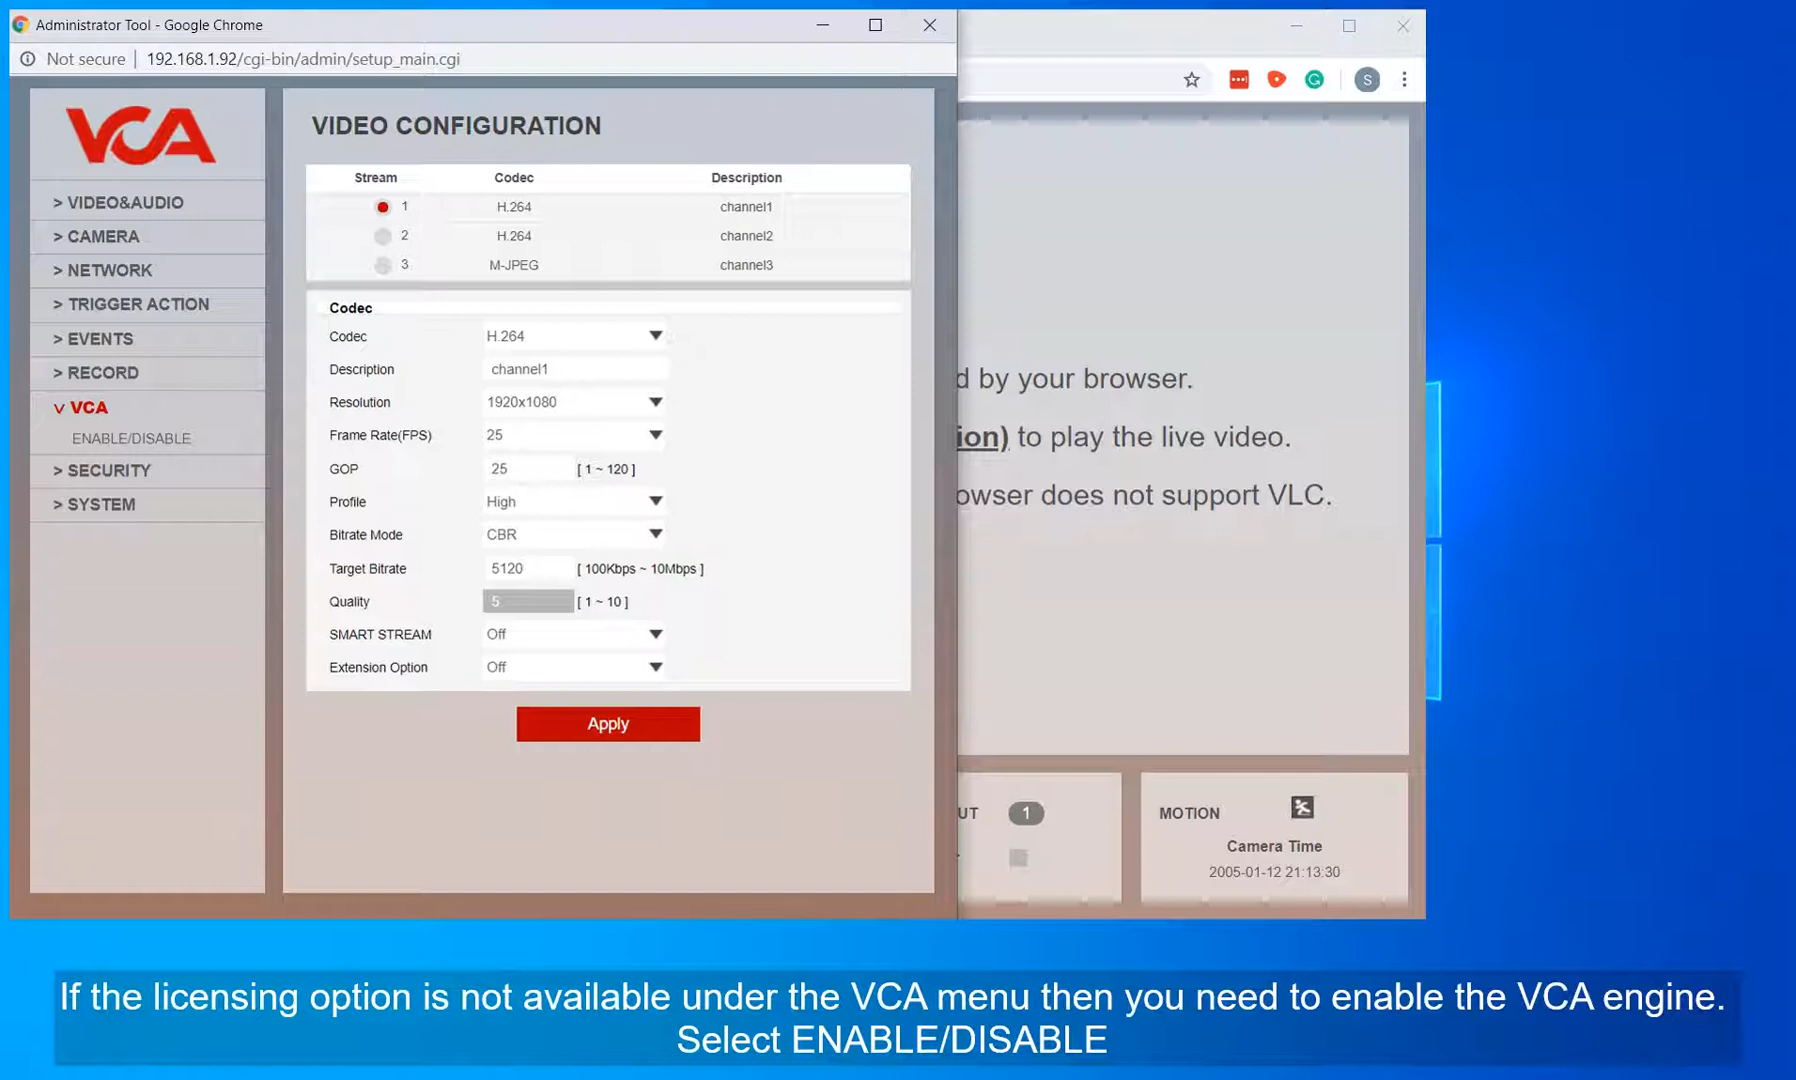 Administrator Tool - Google Chrome
Not secure | 192.168.1.92/cgi-bin/admin/setup_main.cgi
S
VCA
> VIDEO&AUDIO
> CAMERA
> NETWORK
> TRIGGER ACTION
> EVENTS
> RECORD
v VCA
ENABLE/DISABLE
> SECURITY
> SYSTEM
VIDEO CONFIGURATION
Stream Codec Description
1 H.264 channel1
2 H.264 channel2
3 M-JPEG channel3
Codec
Codec H.264
Description channel1
Resolution 1920x1080
Frame Rate(FPS) 25
GOP 25 [ 1 ~ 120 ]
Profile High
Bitrate Mode CBR
Target Bitrate 5120 [ 100Kbps ~ 10Mbps ]
Quality 5 [ 1 ~ 10 ]
SMART STREAM Off
Extension Option Off
Apply
d by your browser.
ion) to play the live video.
owser does not support VLC.
UT 1
MOTION
Camera Time
2005-01-12 21:13:30
If the licensing option is not available under the VCA menu then you need to enable the VCA engine.
Select ENABLE/DISABLE